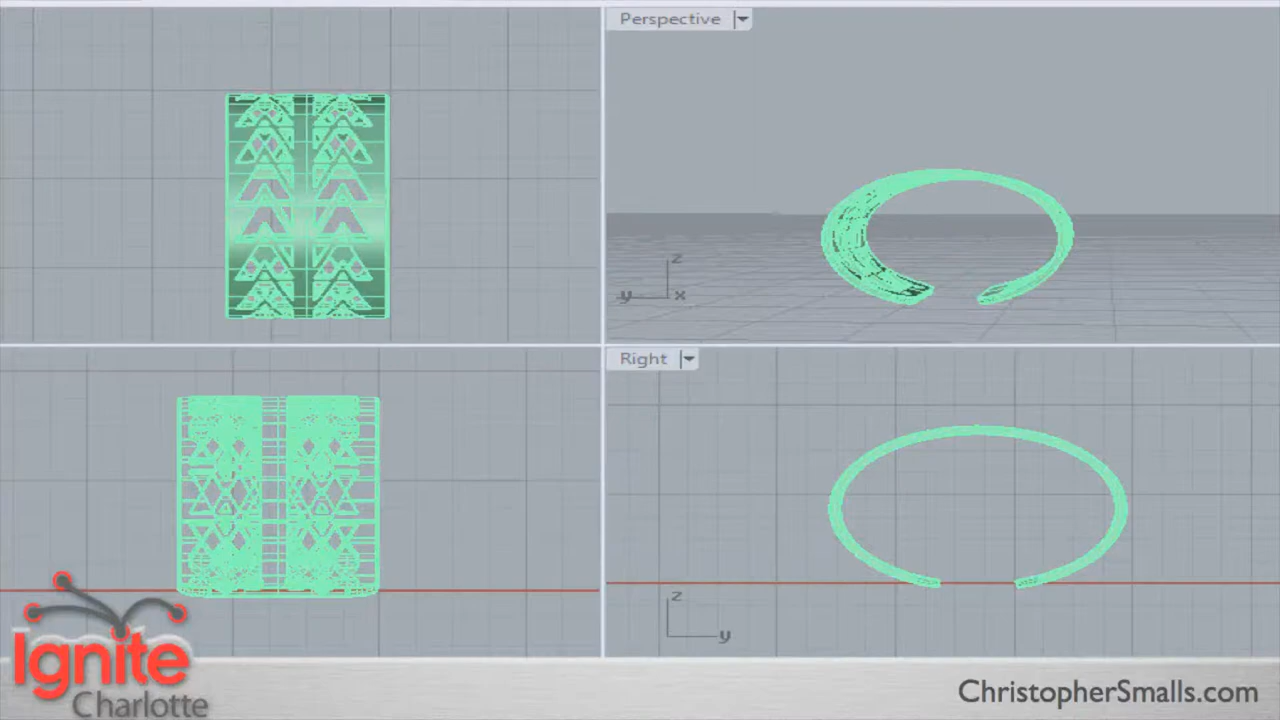 Perspective
z
y
x
Right
z
y
Ignite
Charlotte
ChristopherSmalls.com